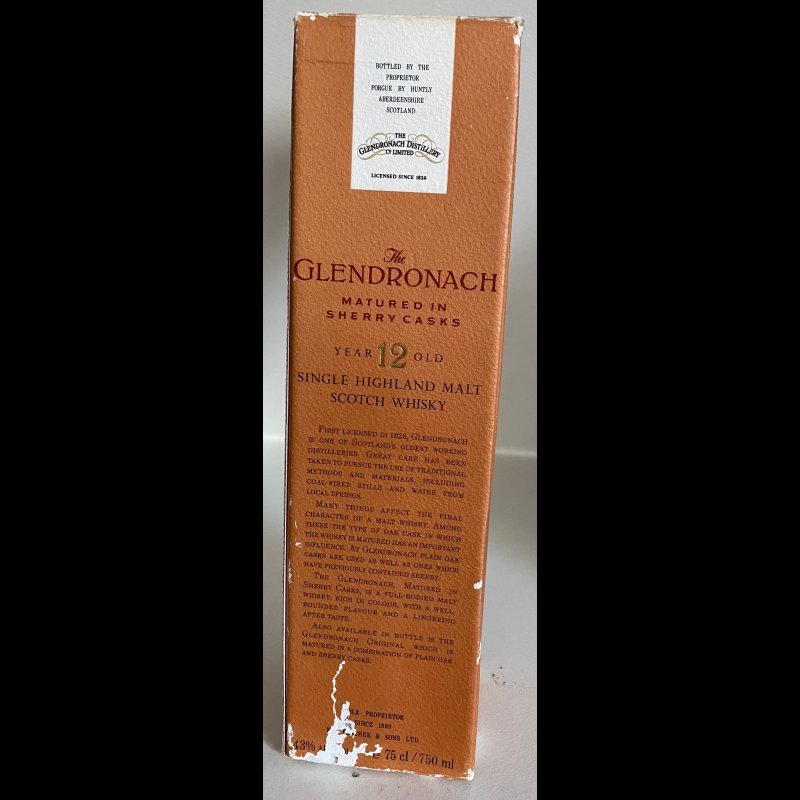 BOTTLED BY THE
PROPRIETOR
FORGUE BY HUNTLY
ABERDEENSHIRE
SCOTLAND
THE
GLENDRONACH DISTILLERY
CO LIMITED
LICENSED SINCE 1826
The
GLENDRONACH
MATURED IN
SHERRY CASKS
YEAR 12 OLD
SINGLE HIGHLAND MALT
SCOTCH WHISKY
FIRST LICENSED IN 1826, GLENDRONACH
IS ONE OF SCOTLAND'S OLDEST WORKING
DISTILLERIES. GREAT CARE HAS BEEN
TAKEN TO PURSUE THE USE OF TRADITIONAL
METHODS AND MATERIALS, INCLUDING
COAL-FIRED STILLS AND WATER FROM
LOCAL SPRINGS.
MANY THINGS AFFECT THE FINAL
CHARACTER OF A MALT WHISKY. AMONG
THESE THE TYPE OF OAK CASK IN WHICH
THE WHISKY IS MATURED HAS AN IMPORTANT
INFLUENCE. AT GLENDRONACH PLAIN OAK
CASKS ARE USED AS WELL AS ONES WHICH
HAVE PREVIOUSLY CONTAINED SHERRY.
THE GLENDRONACH, MATURED IN
SHERRY CASKS, IS A FULL-BODIED MALT
WHISKY, RICH IN COLOUR, WITH A WELL-
ROUNDED FLAVOUR AND A LINGERING
AFTER TASTE.
ALSO AVAILABLE IN BOTTLE IS THE
GLENDRONACH ORIGINAL WHICH IS
MATURED IN A COMBINATION OF PLAIN OAK
AND SHERRY CASKS.
PROPRIETOR
SINCE 1960
& SONS LTD
43% e 75 cl / 750 ml